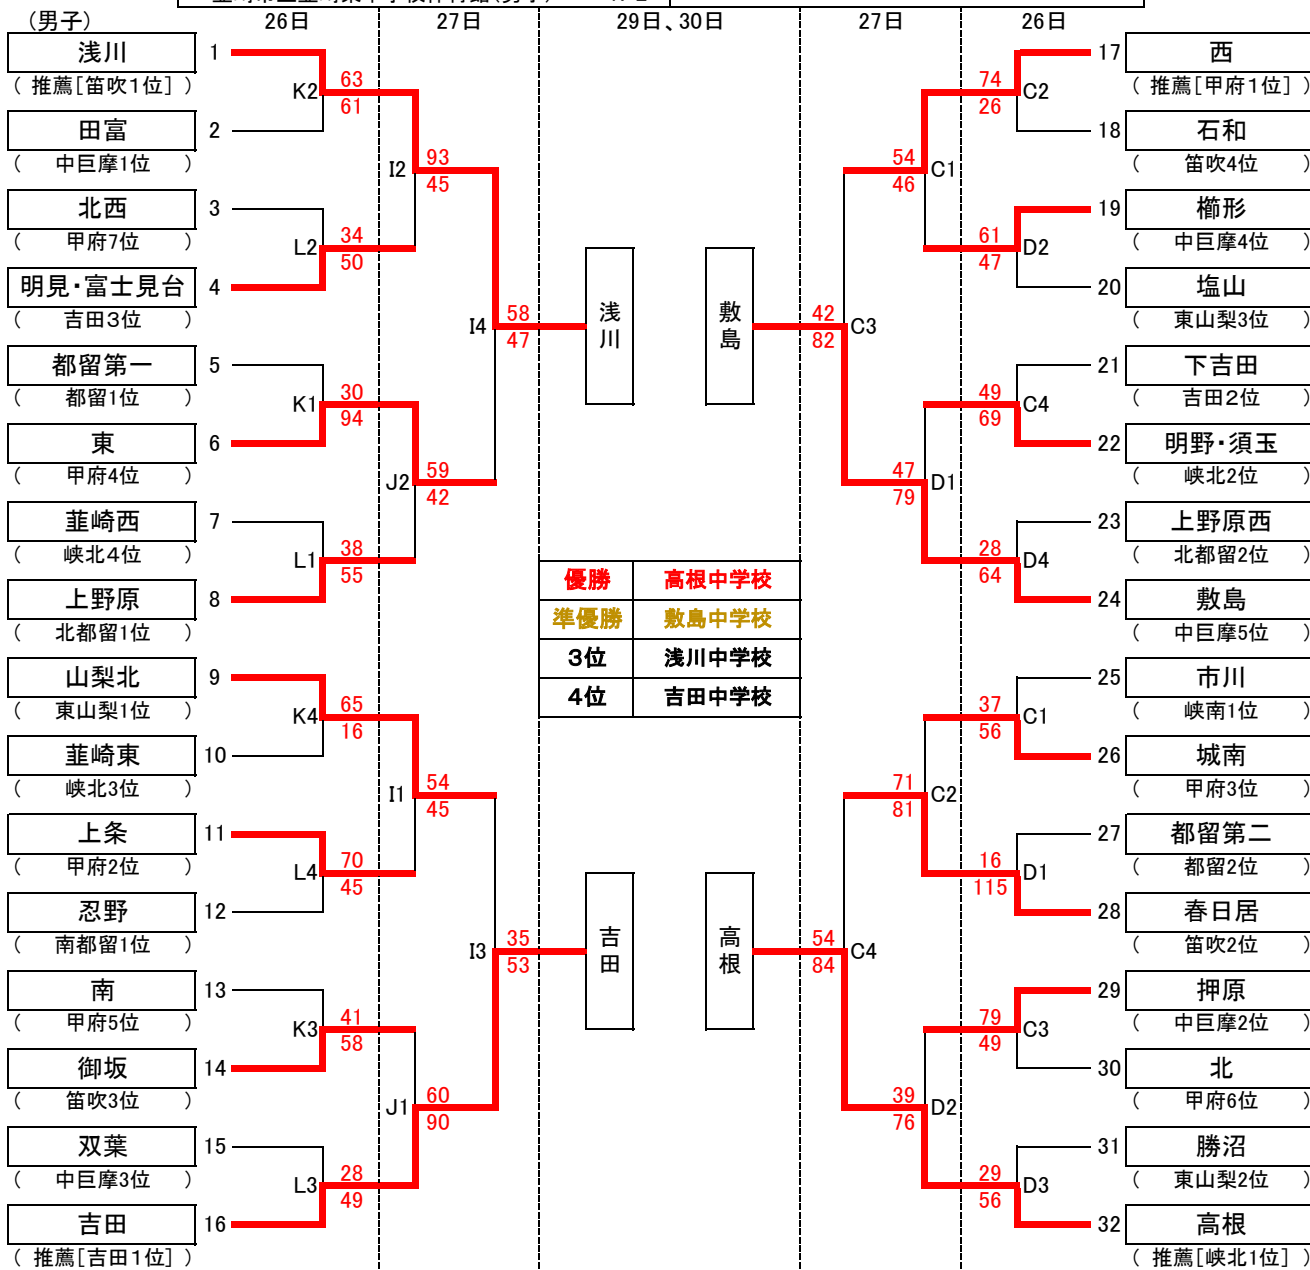 (男子) 26日 27日 29日、30日 27日 26日
浅川 1
( 推薦[笛吹1位] )
K2 63
61
田富 2
( 中巨摩1位 )
I2 93
45
北西 3
( 甲府7位 )
L2 34
50
明見・富士見台 4
( 吉田3位 )
I4 58
47
浅川
都留第一 5
( 都留1位 )
K1 30
94
東 6
( 甲府4位 )
J2 59
42
韮崎西 7
( 峡北4位 )
L1 38
55
上野原 8
( 北都留1位 )
山梨北 9
( 東山梨1位 )
K4 65
16
韮崎東 10
( 峡北3位 )
I1 54
45
上条 11
( 甲府2位 )
L4 70
45
忍野 12
( 南都留1位 )
I3 35
53
吉田
南 13
( 甲府5位 )
K3 41
58
御坂 14
( 笛吹3位 )
J1 60
90
双葉 15
( 中巨摩3位 )
L3 28
49
吉田 16
( 推薦[吉田1位] )
優勝 高根中学校
準優勝 敷島中学校
3位 浅川中学校
4位 吉田中学校
17 西
( 推薦[甲府1位] )
74 C2
26
18 石和
( 笛吹4位 )
54 C1
46
19 櫛形
( 中巨摩4位 )
61 D2
47
20 塩山
( 東山梨3位 )
敷島
42 C3
82
21 下吉田
( 吉田2位 )
49 C4
69
22 明野・須玉
( 峡北2位 )
47 D1
79
23 上野原西
( 北都留2位 )
28 D4
64
24 敷島
( 中巨摩5位 )
25 市川
( 峡南1位 )
37 C1
56
26 城南
( 甲府3位 )
71 C2
81
27 都留第二
( 都留2位 )
16 D1
115
28 春日居
( 笛吹2位 )
高根
54 C4
84
29 押原
( 中巨摩2位 )
79 C3
49
30 北
( 甲府6位 )
39 D2
76
31 勝沼
( 東山梨2位 )
29 D3
56
32 高根
( 推薦[峡北1位] )